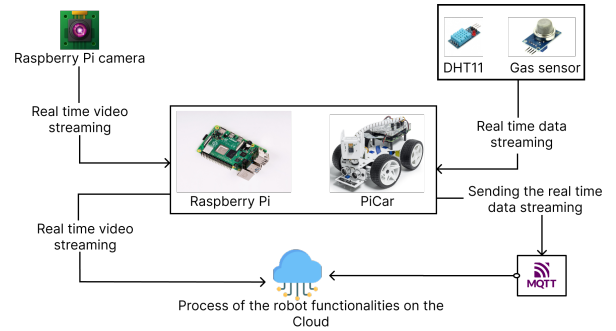 Raspberry Pi camera
DHT11
Gas sensor
Real time video
streaming
Real time data
streaming
Raspberry Pi
PiCar
Sending the real time
data streaming
Real time video
streaming
MQTT
Process of the robot functionalities on the
Cloud